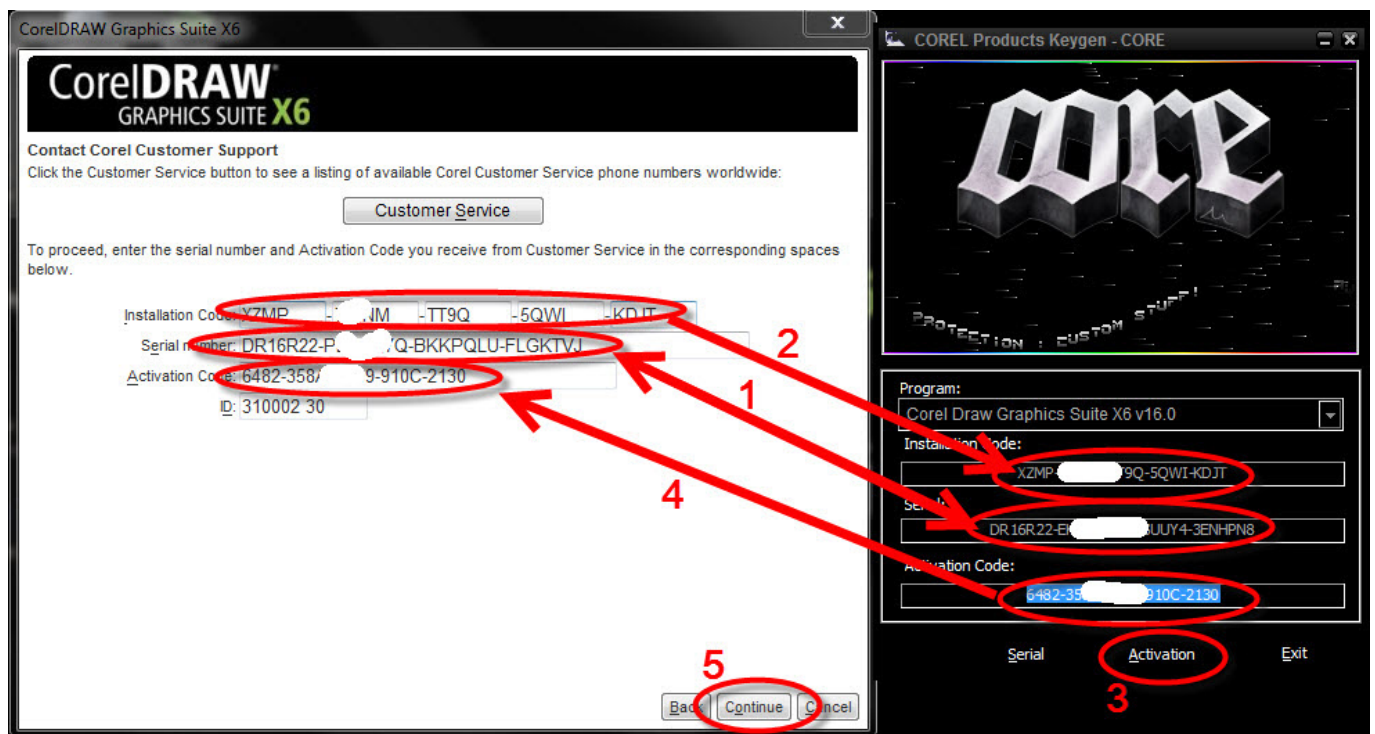 CorelDRAW Graphics Suite X6
x
CorelDRAW
GRAPHICS SUITE X6
Contact Corel Customer Support
Click the Customer Service button to see a listing of available Corel Customer Service phone numbers worldwide:
Customer Service
To proceed, enter the serial number and Activation Code you receive from Customer Service in the corresponding spaces
below.
Installation Code:
Serial number:
Activation Code:
ID: 310002 30
2
1
4
5
Back Continue Cancel
COREL Products Keygen - CORE
core
PROTECTION : CUSTOM STUFF!
Program:
Corel Draw Graphics Suite X6 v16.0
Installation Code:
Activation Code:
Serial Activation Exit
3